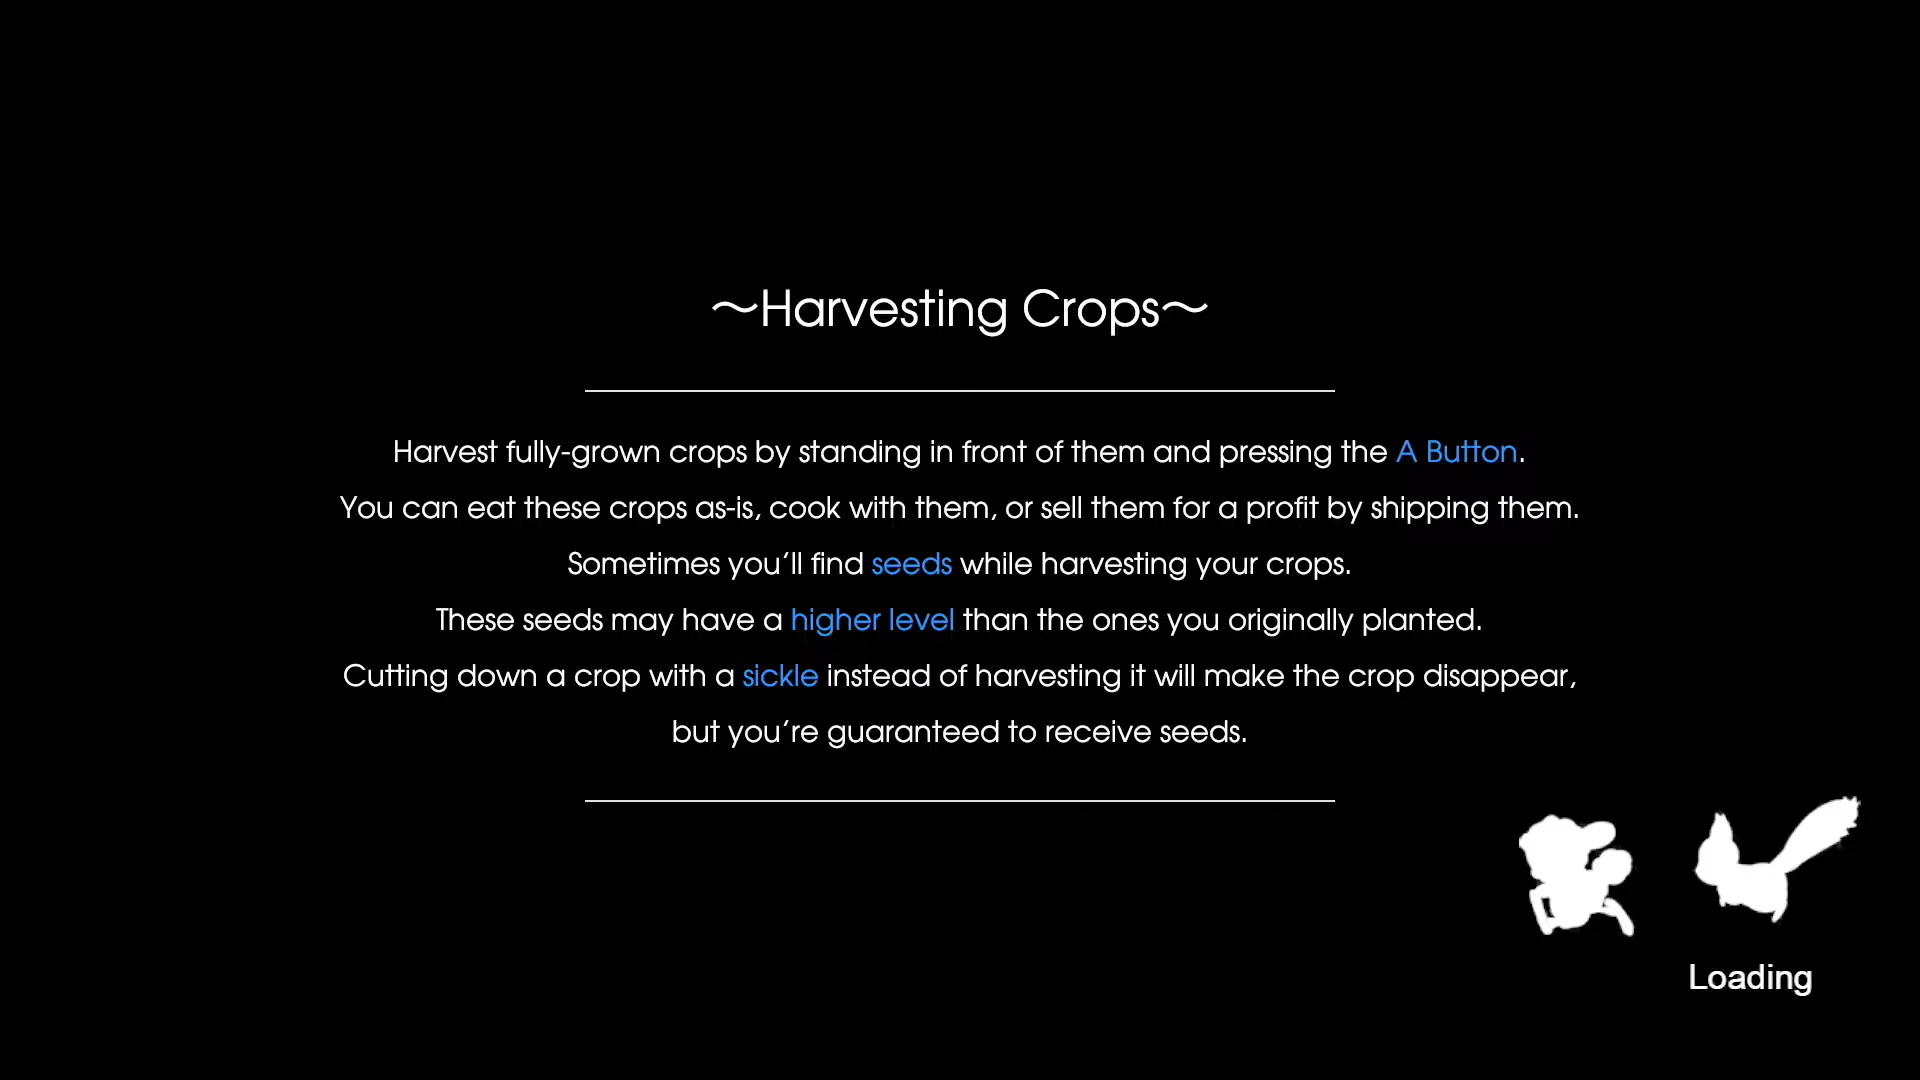 ～Harvesting Crops～
Harvest fully-grown crops by standing in front of them and pressing the A Button.
You can eat these crops as-is, cook with them, or sell them for a profit by shipping them.
Sometimes you’ll find seeds while harvesting your crops.
These seeds may have a higher level than the ones you originally planted.
Cutting down a crop with a sickle instead of harvesting it will make the crop disappear,
but you’re guaranteed to receive seeds.
Loading